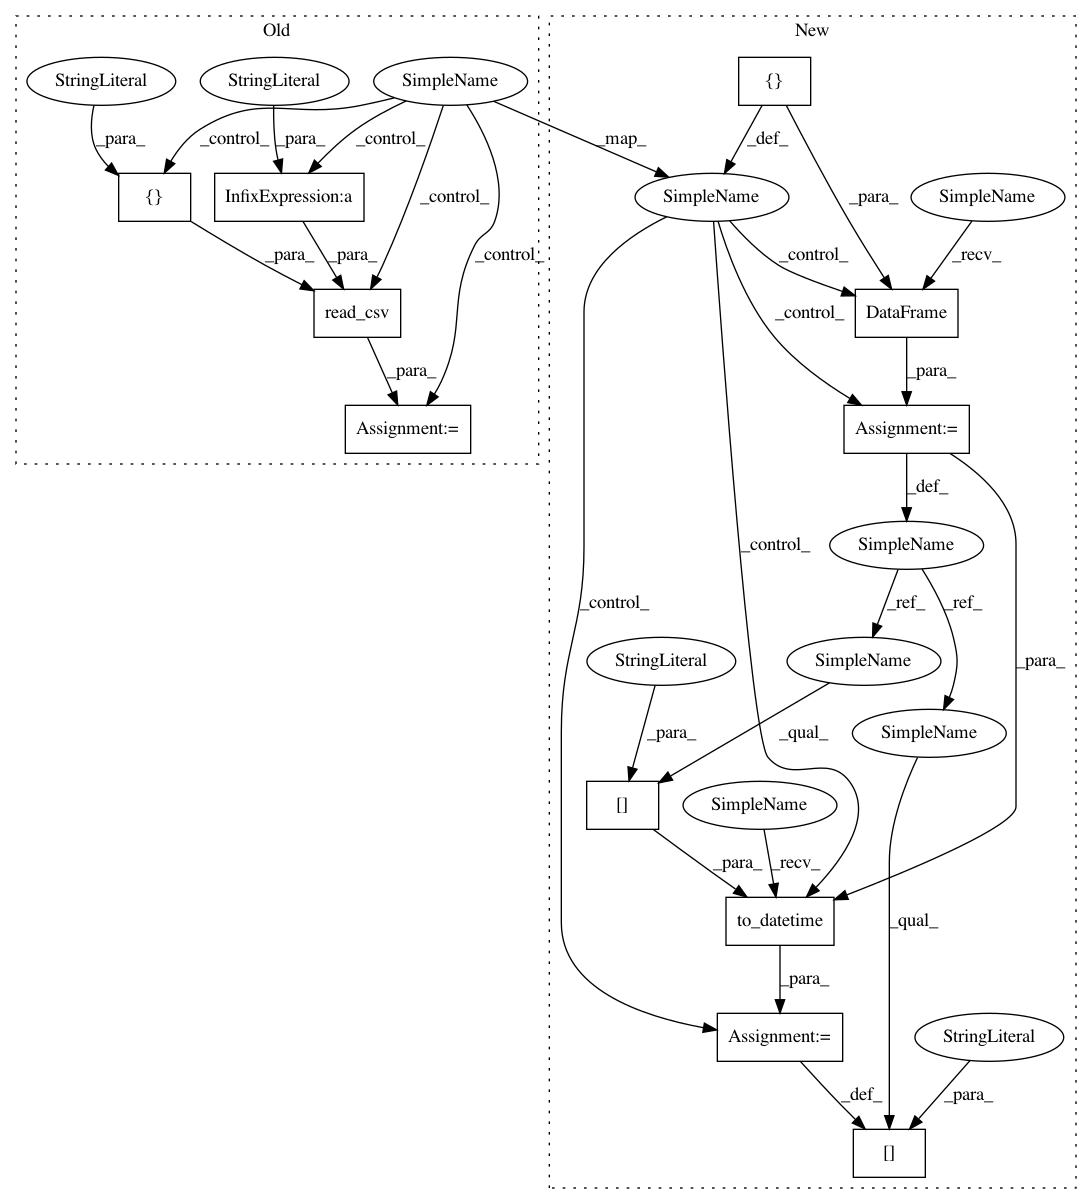 Old
New
StringLiteral
StringLiteral
SimpleName
{}
_para_
_control_
_para_
_control_
_map_
_def_
{}
InfixExpression:a
SimpleName
SimpleName
_control_
_para_
_para_
_para_
_control_
_control_
_recv_
read_csv
DataFrame
_control_
_para_
_para_
Assignment:=
Assignment:=
_def_
_control_
SimpleName
_control_
_ref_
_ref_
StringLiteral
SimpleName
_para_
SimpleName
_para_
_qual_
[]
SimpleName
_para_
_recv_
to_datetime
_qual_
_para_
Assignment:=
StringLiteral
_def_
_para_
[]